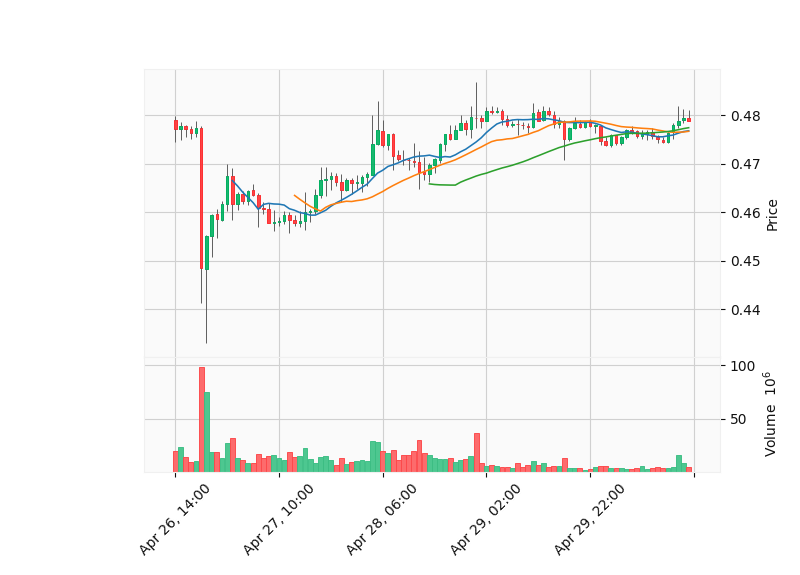 0.48
0.47
0.46
0.45
0.44
Price
100
50
Volume 10^6
Apr 26, 14:00
Apr 27, 10:00
Apr 28, 06:00
Apr 29, 02:00
Apr 29, 22:00